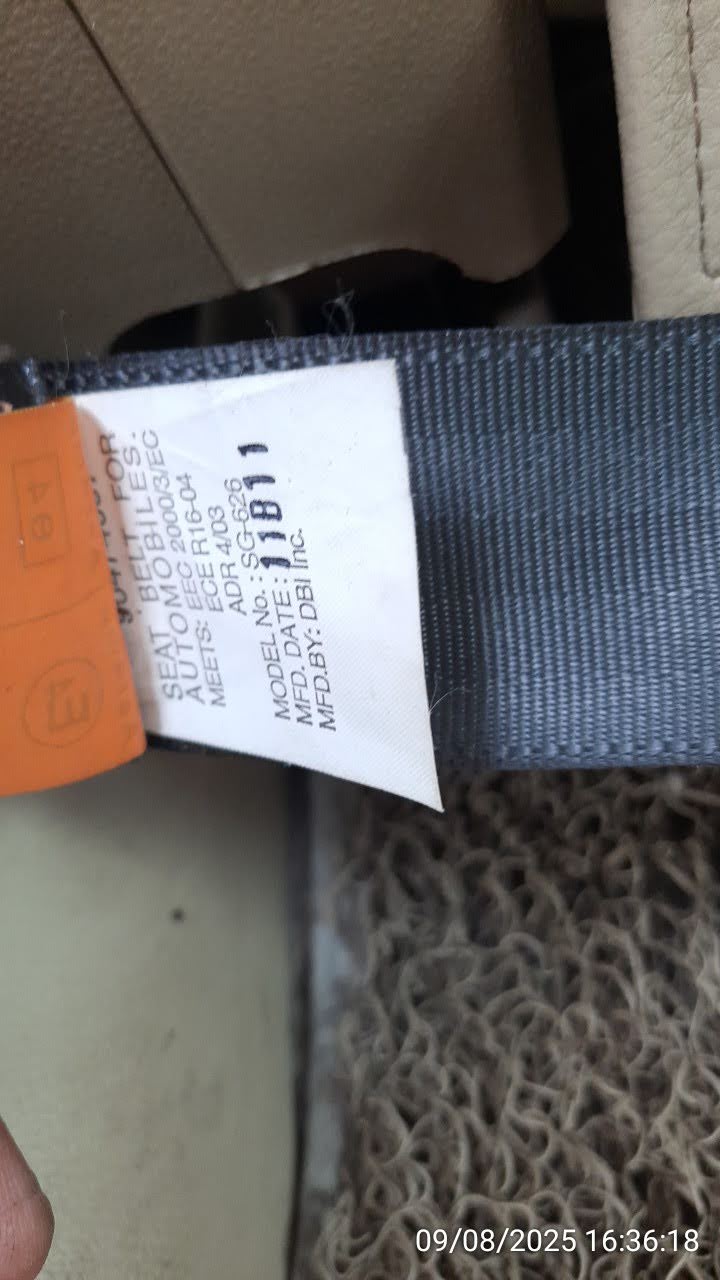 SEAT BELT FOR
AUTOMOBILES.
MEETS: EEC 2000/3/EC
ECE R16-04
ADR 4/03
MODEL No. : SG-626
MFD. DATE : 11811
MFD.BY: DBI Inc.
09/08/2025 16:36:18